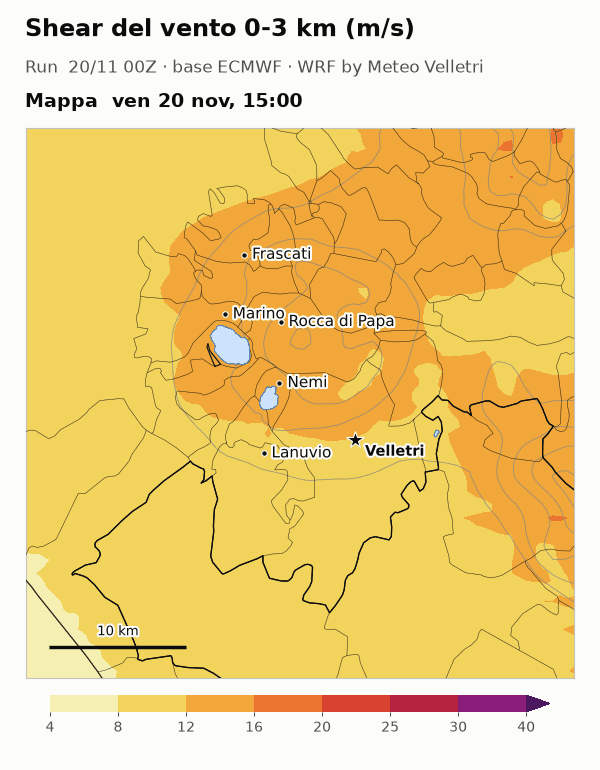 Shear del vento 0-3 km (m/s)
Run  20/11 00Z · base ECMWF · WRF by Meteo Velletri
Mappa  ven 20 nov, 15:00
Frascati
Marino
Rocca di Papa
Nemi
Velletri
Lanuvio
10 km
4 8 12 16 20 25 30 40